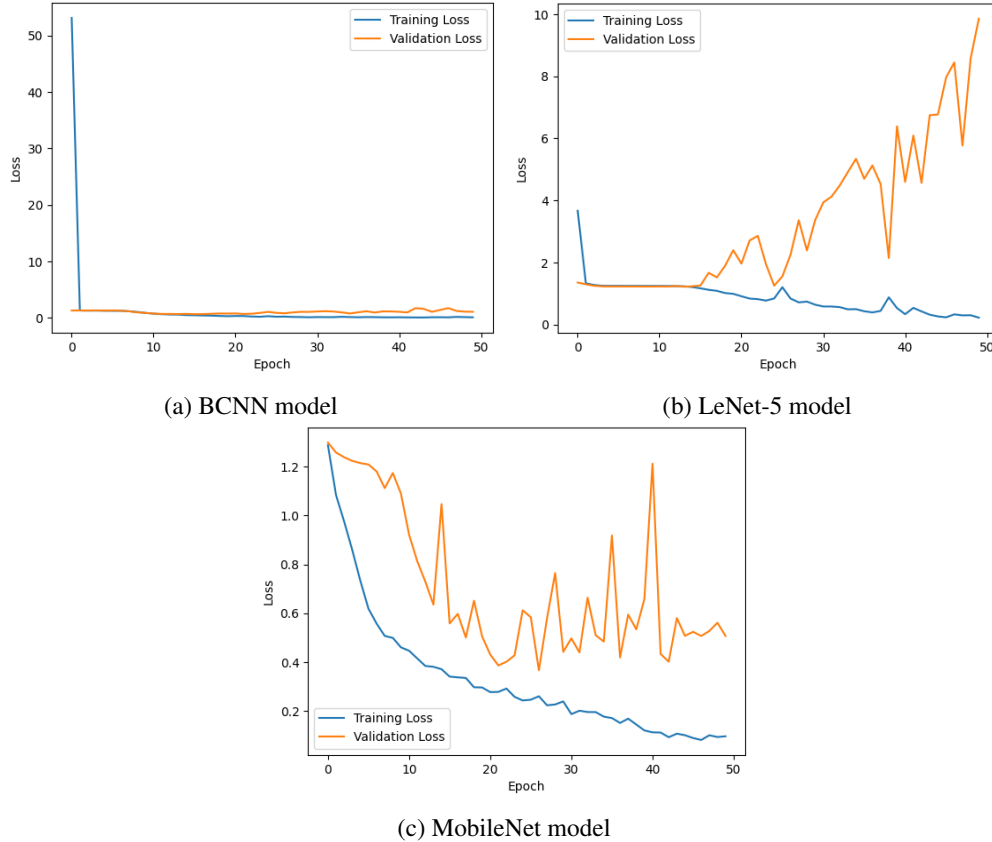 Training Loss
Validation Loss
50
40
30
20
10
0
Loss
0 10 20 30 40 50
Epoch
(a) BCNN model
Training Loss
Validation Loss
10
8
6
4
2
0
Loss
0 10 20 30 40 50
Epoch
(b) LeNet-5 model
1.2
1.0
0.8
0.6
0.4
0.2
Loss
Training Loss
Validation Loss
0 10 20 30 40 50
Epoch
(c) MobileNet model